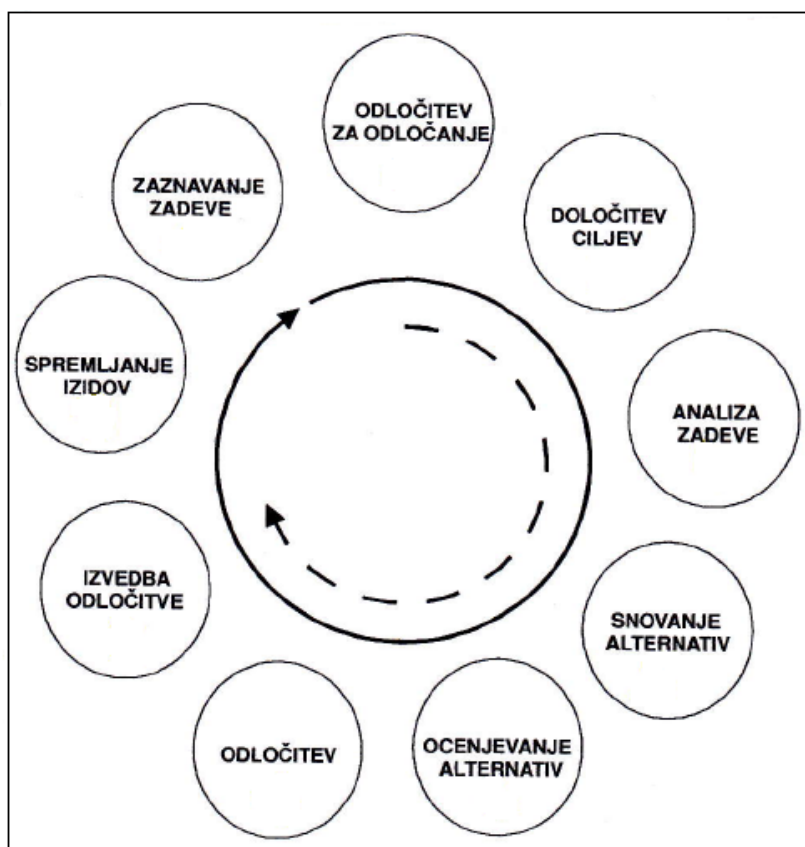 ODLOČITEV
ZA ODLOČANJE
DOLOČITEV
CILJEV
ANALIZA
ZADEVE
SNOVANJE
ALTERNATIV
OCENJEVANJE
ALTERNATIV
ODLOČITEV
IZVEDBA
ODLOČITVE
SPREMLJANJE
IZIDOV
ZAZNAVANJE
ZADEVE